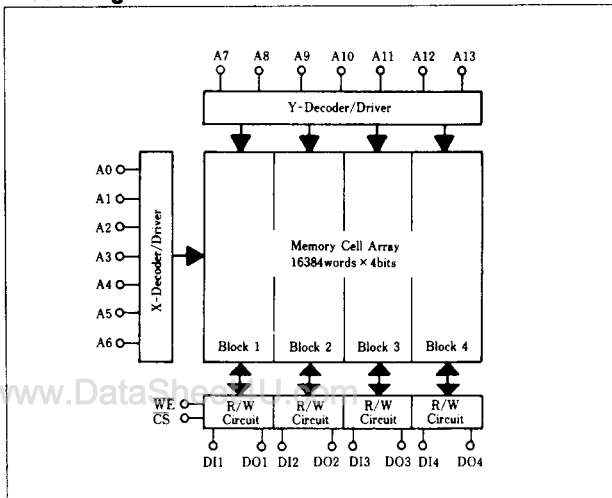 A7 A8 A9 A10 A11 A12 A13
Y-Decoder/Driver
A0
A1
A2
A3
A4
A5
A6
X-Decoder/Driver
Memory Cell Array
16384words × 4bits
Block 1 Block 2 Block 3 Block 4
www.DataSheet4U.com
WE
CS
R/W R/W R/W R/W
Circuit Circuit Circuit Circuit
DI1 DO1 DI2 DO2 DI3 DO3 DI4 DO4